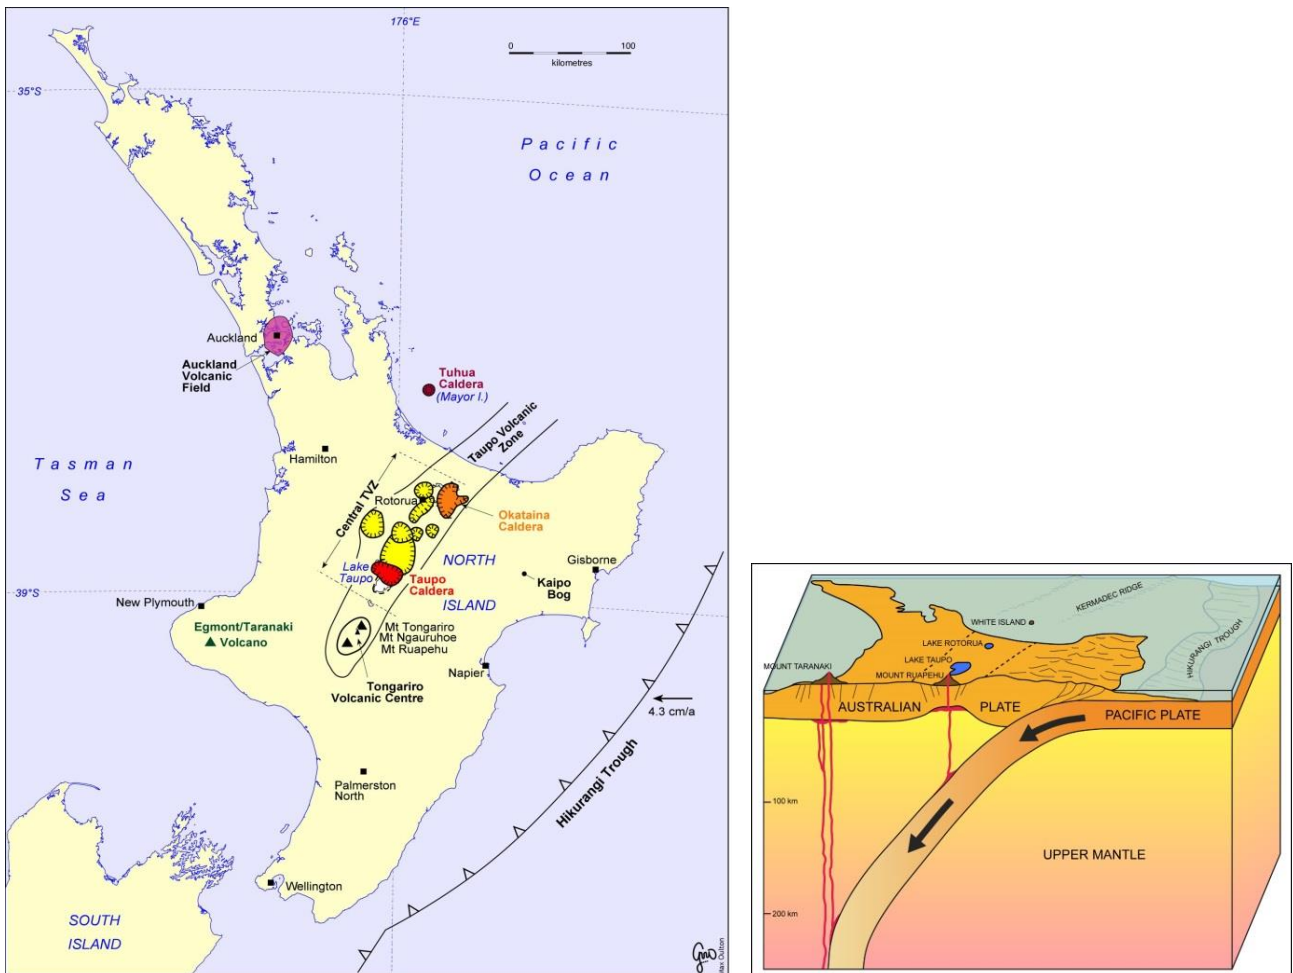 176°E
0
100
kilometres
35°S
Pacific
Ocean
Auckland
Auckland
Volcanic
Field
Tuhua
Caldera
(Mayor I.)
Taupo Volcanic
Zone
Tasman
Sea
Hamilton
Central TVZ
Rotorua
Okataina
Caldera
NORTH
ISLAND
Gisborne
Lake
Taupo
Taupo
Caldera
Kaipo
Bog
39°S
New Plymouth
Egmont/Taranaki
Volcano
Mt Tongariro
Mt Ngauruhoe
Mt Ruapehu
Napier
Tongariro
Volcanic Centre
4.3 cm/a
Hikurangi Trough
Palmerston
North
Wellington
SOUTH
ISLAND
Max Oulton
KERMADEC RIDGE
WHITE ISLAND
HIKURANGI TROUGH
LAKE ROTORUA
LAKE TAUPO
MOUNT TARANAKI
MOUNT RUAPEHU
AUSTRALIAN
PLATE
PACIFIC PLATE
100 km
UPPER MANTLE
200 km